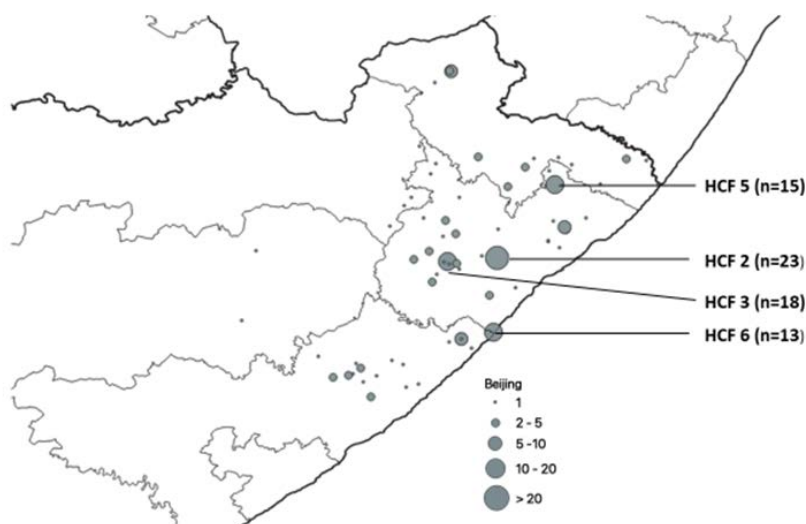 HCF 5 (n=15)
HCF 2 (n=23)
HCF 3 (n=18)
HCF 6 (n=13)
Beijing
1
2 - 5
5 -10
10 - 20
> 20